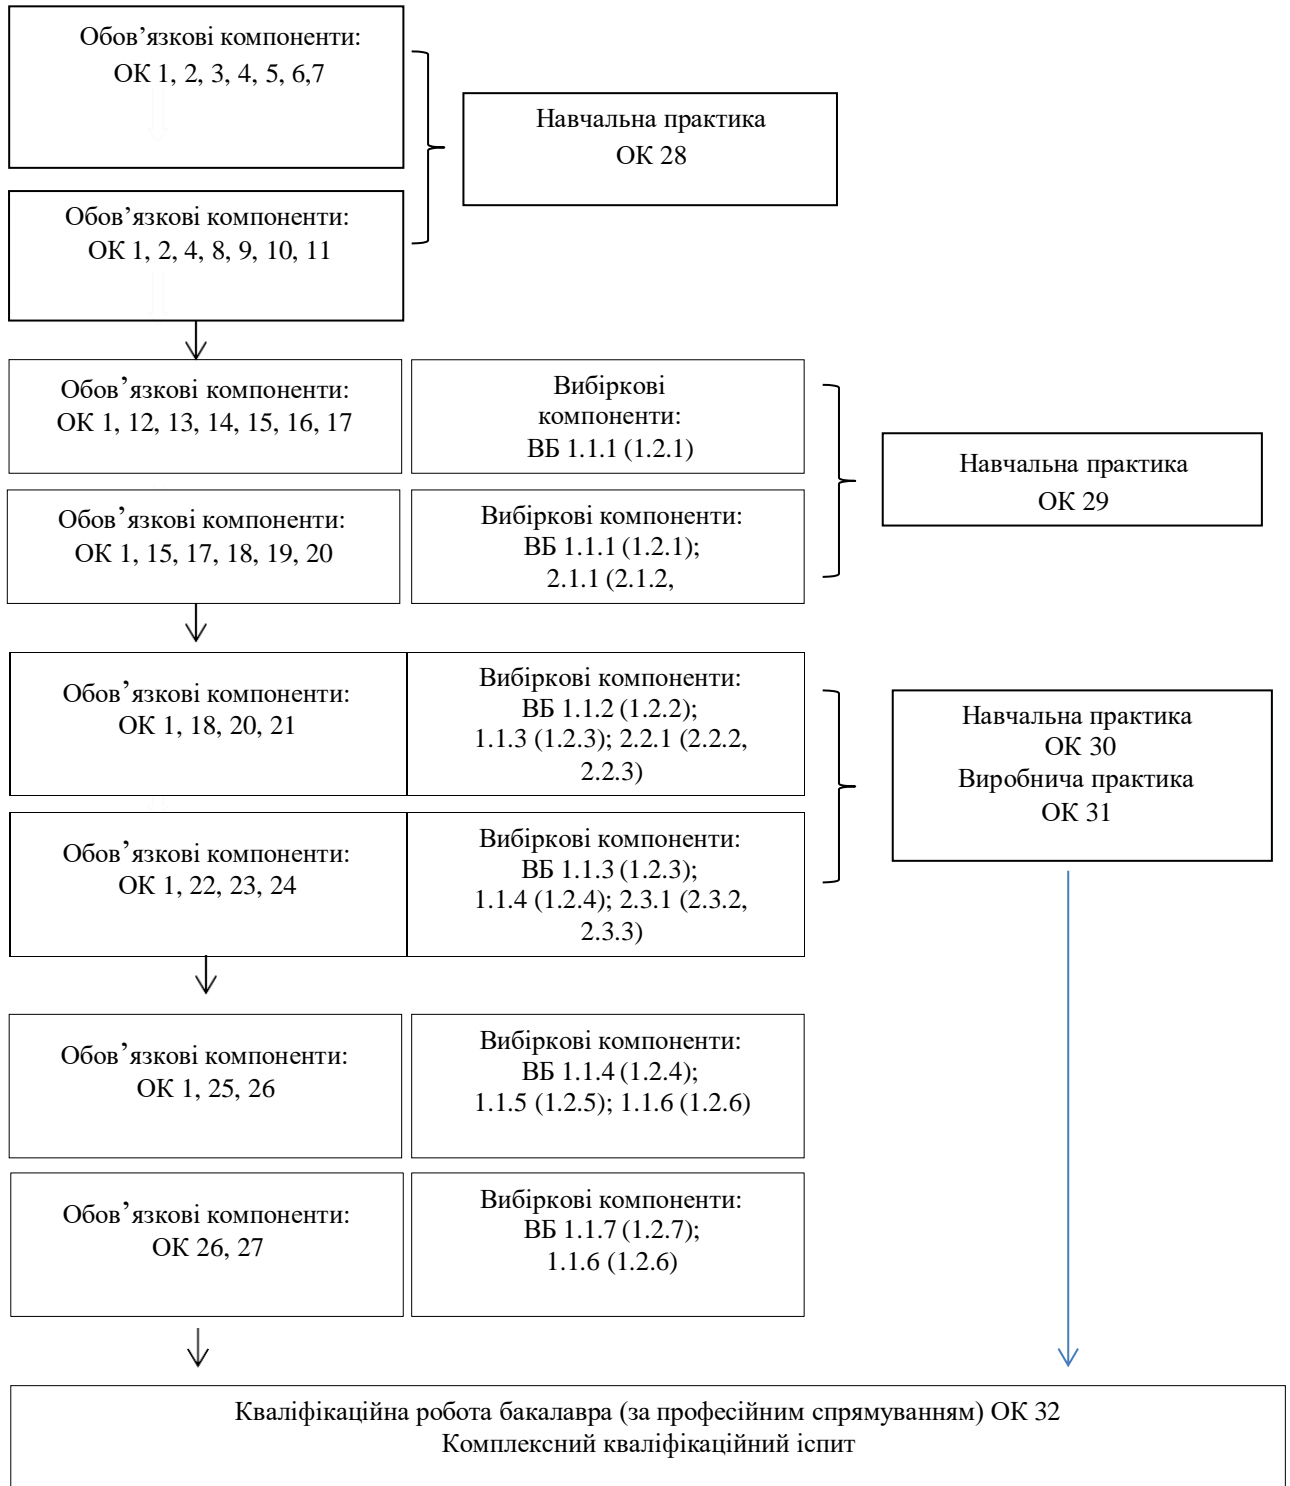 Обов’язкові компоненти:
ОК 1, 2, 3, 4, 5, 6,7
Навчальна практика
ОК 28
Обов’язкові компоненти:
ОК 1, 2, 4, 8, 9, 10, 11
Обов’язкові компоненти:
ОК 1, 12, 13, 14, 15, 16, 17
Вибіркові
компоненти:
ВБ 1.1.1 (1.2.1)
Навчальна практика
ОК 29
Обов’язкові компоненти:
ОК 1, 15, 17, 18, 19, 20
Вибіркові компоненти:
ВБ 1.1.1 (1.2.1);
2.1.1 (2.1.2,
Обов’язкові компоненти:
ОК 1, 18, 20, 21
Вибіркові компоненти:
ВБ 1.1.2 (1.2.2);
1.1.3 (1.2.3); 2.2.1 (2.2.2,
2.2.3)
Навчальна практика
ОК 30
Виробнича практика
ОК 31
Обов’язкові компоненти:
ОК 1, 22, 23, 24
Вибіркові компоненти:
ВБ 1.1.3 (1.2.3);
1.1.4 (1.2.4); 2.3.1 (2.3.2,
2.3.3)
Обов’язкові компоненти:
ОК 1, 25, 26
Вибіркові компоненти:
ВБ 1.1.4 (1.2.4);
1.1.5 (1.2.5); 1.1.6 (1.2.6)
Обов’язкові компоненти:
ОК 26, 27
Вибіркові компоненти:
ВБ 1.1.7 (1.2.7);
1.1.6 (1.2.6)
Кваліфікаційна робота бакалавра (за професійним спрямуванням) ОК 32
Комплексний кваліфікаційний іспит